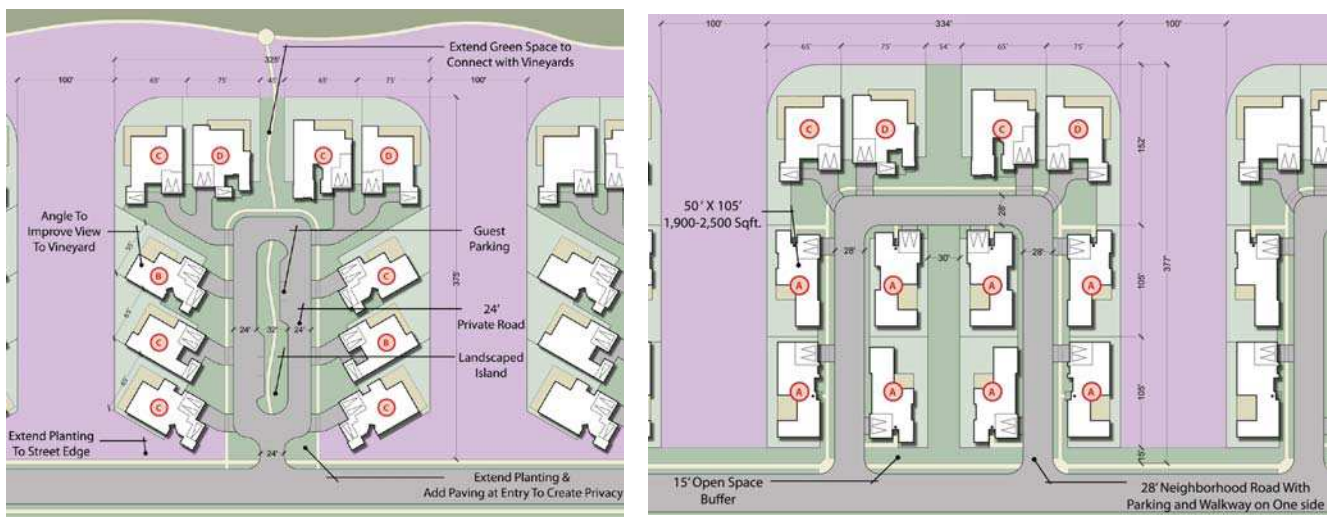 Extend Green Space to
Connect with Vineyards
325'
65'
75'
45'
65'
75'
100'
100'
C
D
C
D
Angle To
Improve View
To Vineyard
Guest
Parking
375'
55'
B
C
24'
Private Road
65'
24'
32'
24'
C
B
Landscaped
Island
65'
C
C
Extend Planting
To Street Edge
24'
Extend Planting &
Add Paving at Entry To Create Privacy
100'
334'
100'
65'
75'
54'
65'
75'
C
D
C
D
152'
50' X 105'
1,900-2,500 Sqft.
28'
28'
30'
28'
377'
A
A
A
A
105'
A
A
A
A
105'
15'
15' Open Space
Buffer
28' Neighborhood Road With
Parking and Walkway on One side